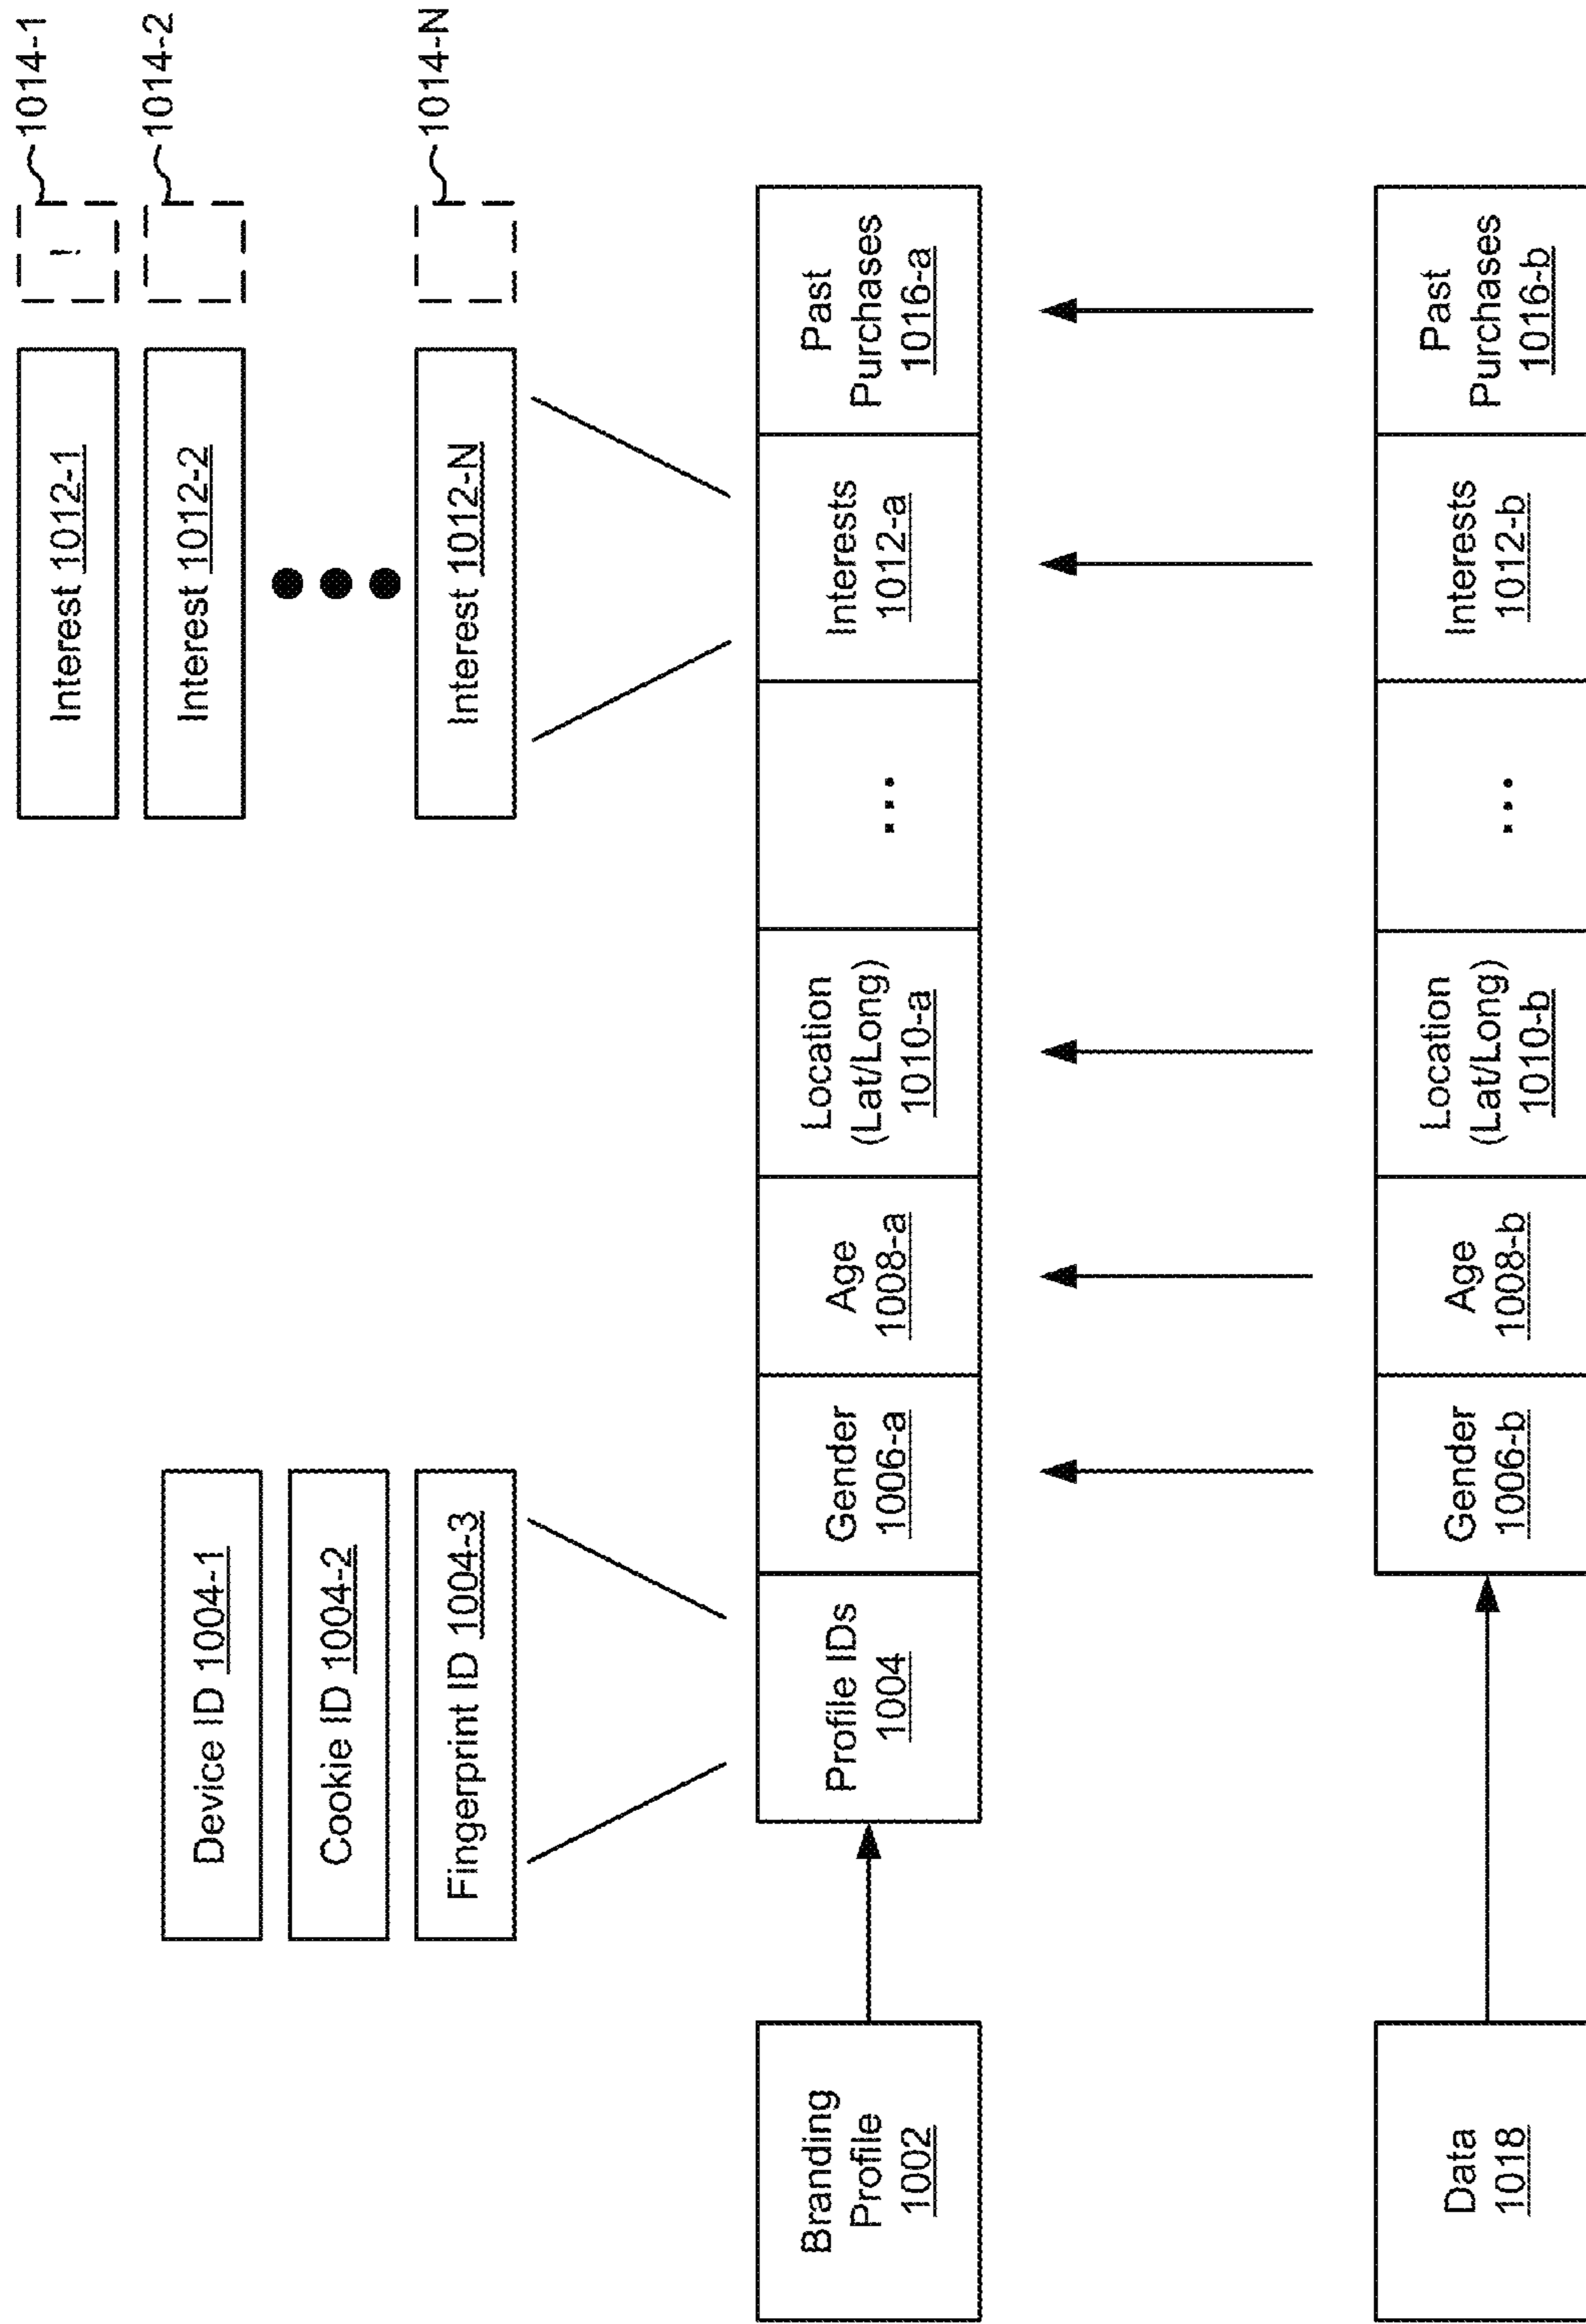 1014-1
1014-2
1014-N
Interest 1012-1
Interest 1012-2
Interest 1012-N
Device ID 1004-1
Cookie ID 1004-2
Fingerprint ID 1004-3
Branding
Profile
1002
Profile IDs
1004
Gender
1006-a
Age
1008-a
Location
(Lat/Long)
1010-a
...
Interests
1012-a
Past
Purchases
1016-a
Data
1018
Gender
1006-b
Age
1008-b
Location
(Lat/Long)
1010-b
...
Interests
1012-b
Past
Purchases
1016-b